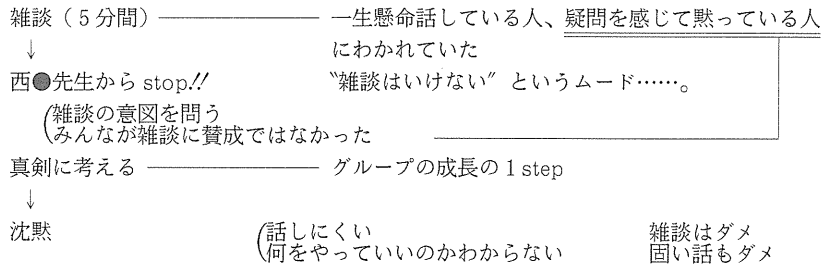 雑談（5分間） 一生懸命話している人、疑問を感じて黙っている人
にわかれていた
↓
西●先生からstop!! “雑談はいけない”というムード……。
(雑談の意図を問う
みんなが雑談に賛成ではなかった
真剣に考える グループの成長の1 step
↓
沈黙 (話しにくい 雑談はダメ
何をやっていいのかわからない 固い話もダメ